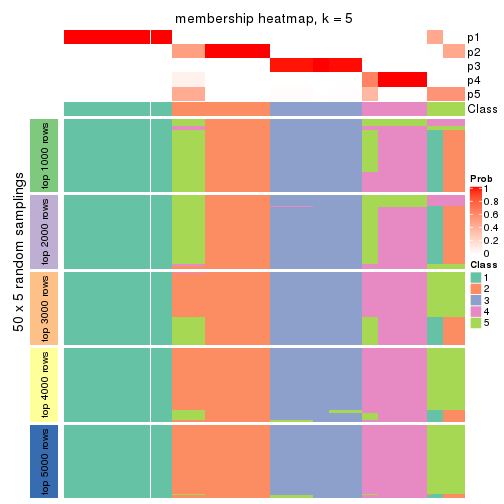 membership heatmap, k = 5
p1
p2
p3
p4
p5
Class
50 x 5 random samplings
top 1000 rows
top 2000 rows
top 3000 rows
top 4000 rows
top 5000 rows
Prob
1
0.8
0.6
0.4
0.2
0
Class
1
2
3
4
5